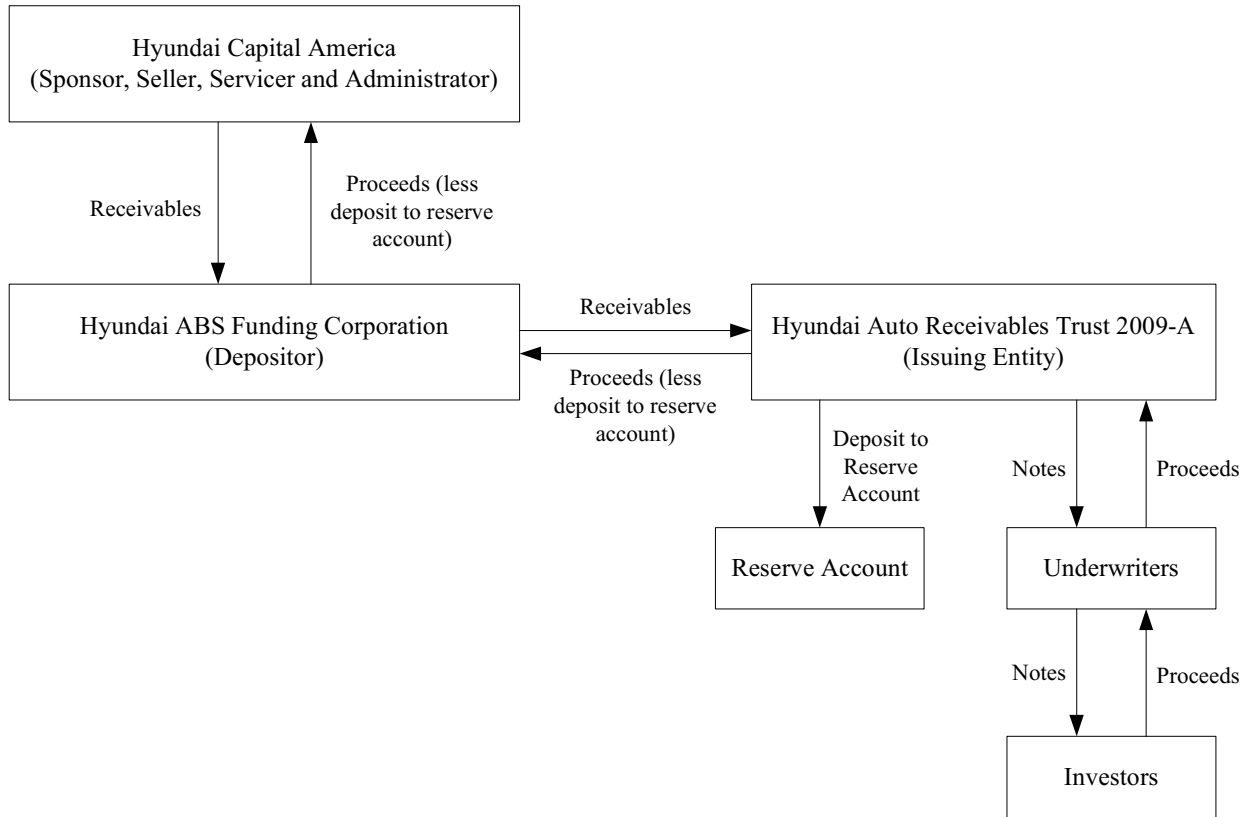 Hyundai Capital America
(Sponsor, Seller, Servicer and Administrator)
Receivables
Proceeds (less
deposit to reserve
account)
Hyundai ABS Funding Corporation
(Depositor)
Receivables
Proceeds (less
deposit to reserve
account)
Hyundai Auto Receivables Trust 2009-A
(Issuing Entity)
Deposit to
Reserve
Account
Notes
Proceeds
Reserve Account
Underwriters
Notes
Proceeds
Investors